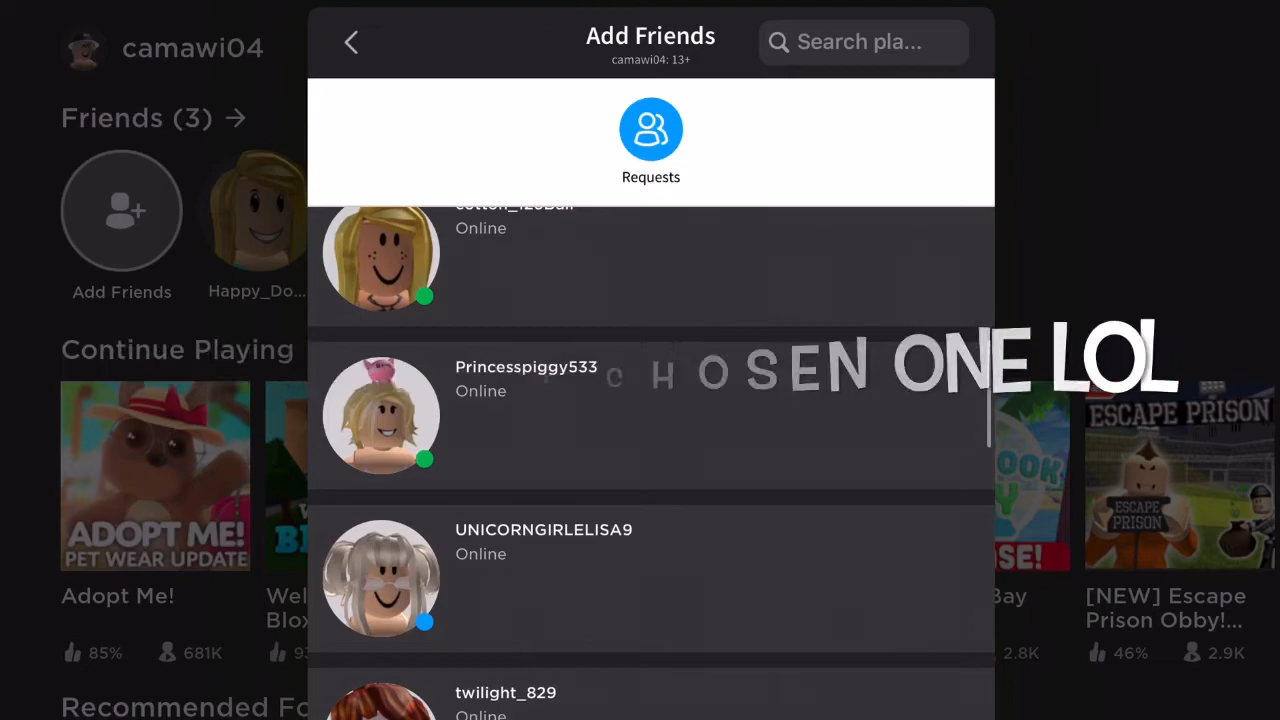 camawi04
Add Friends
camawi04: 13+
Search pla...
Friends (3) →
Requests
Online
Add Friends
Happy_Do...
Continue Playing
Princesspiggy533
Online
CHOSEN ONE LOL
ADOPT ME!
PET WEAR UPDATE
ESCAPE PRISON
ESCAPE
PRISON
UNICORNGIRLELISA9
Online
Adopt Me!
85%
681K
[NEW] Escape
Prison Obby!...
2.8K
46%
2.9K
twilight_829
Online